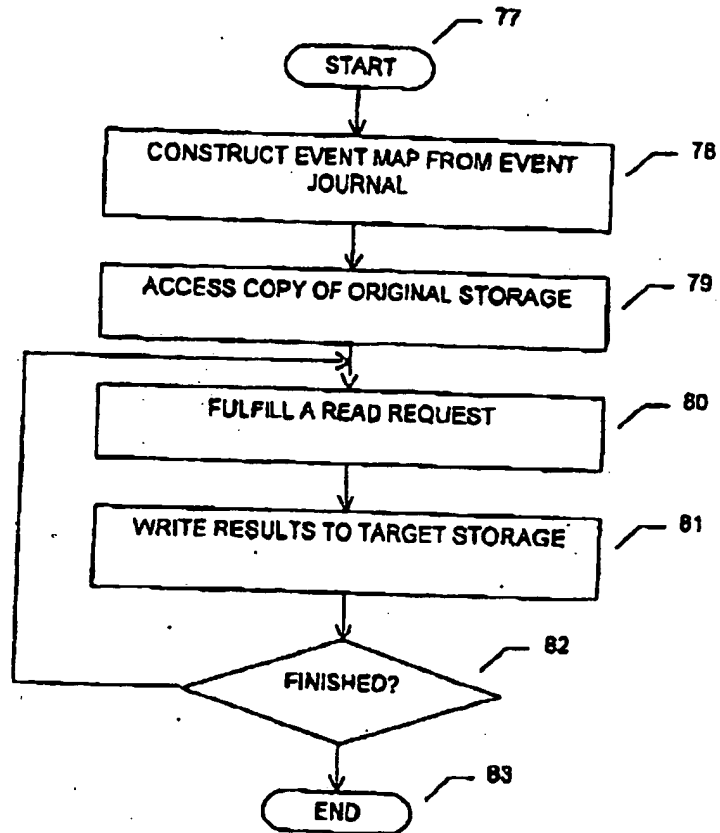 77
START
CONSTRUCT EVENT MAP FROM EVENT
JOURNAL
78
ACCESS COPY OF ORIGINAL STORAGE
79
FULFILL A READ REQUEST
80
WRITE RESULTS TO TARGET STORAGE
81
82
FINISHED?
83
END